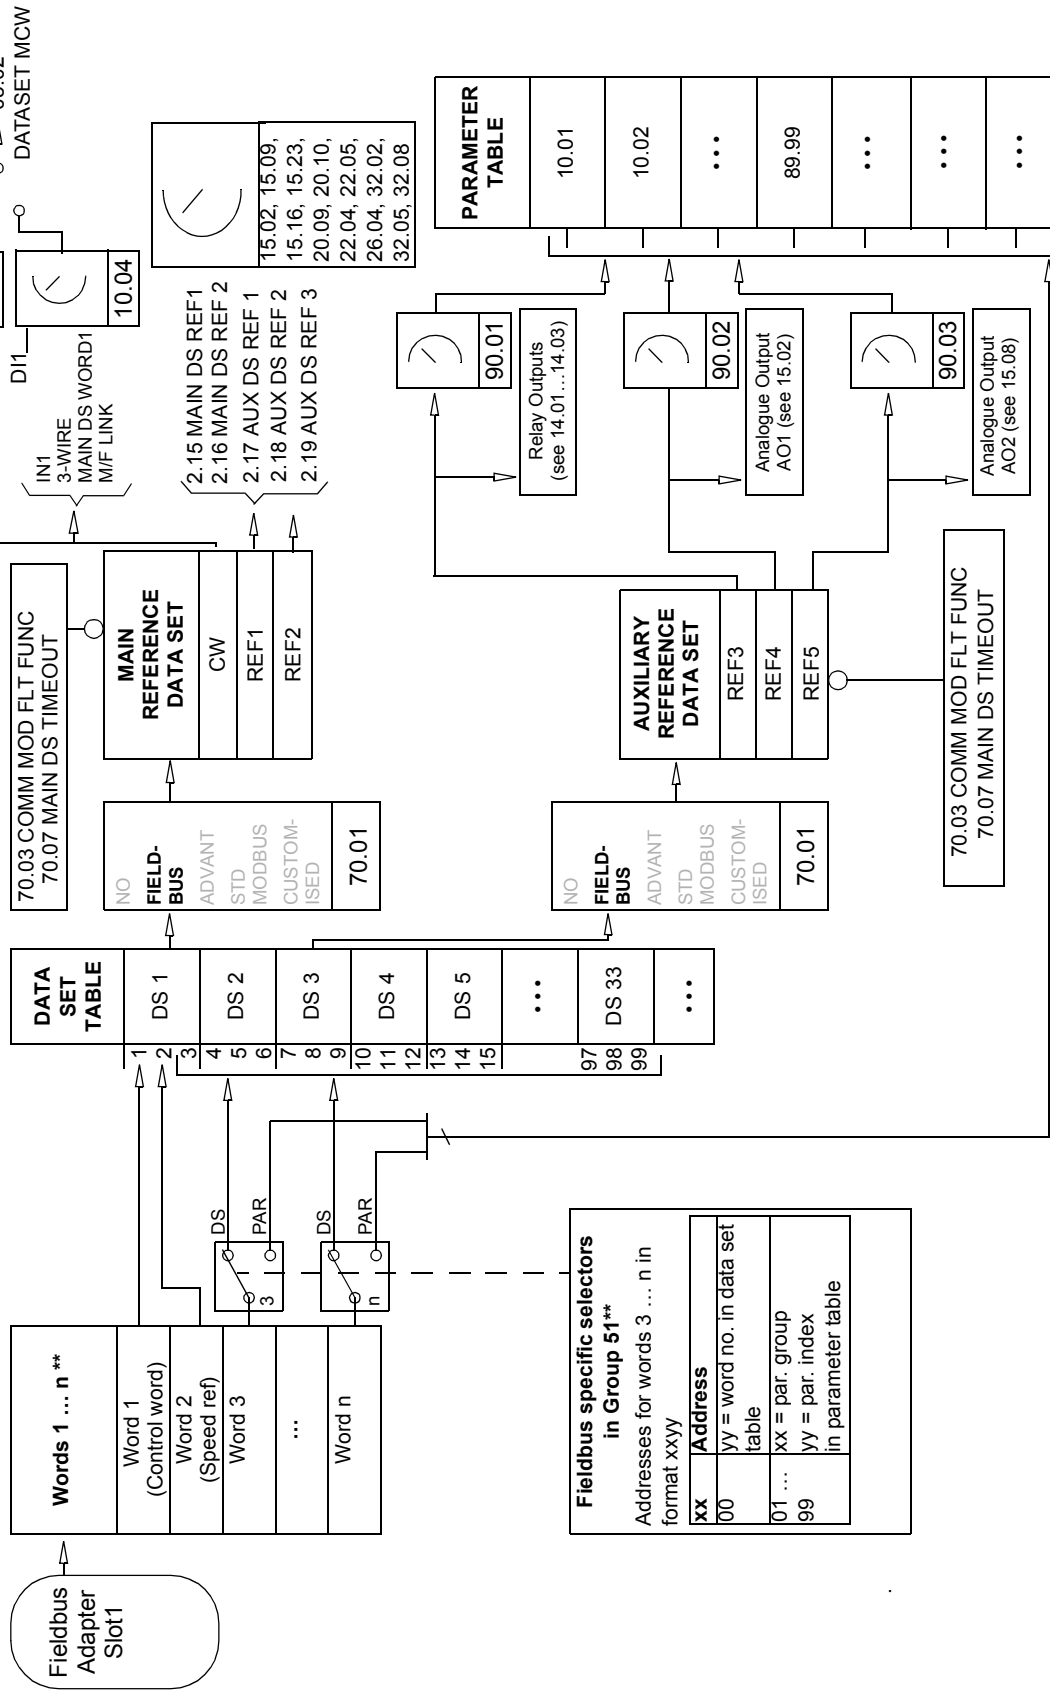 Fieldbus
Adapter
Slot1
Words 1 ... n **
Word 1
(Control word)
Word 2
(Speed ref)
Word 3
...
Word n
3
DS
PAR
n
DS
PAR
Fieldbus specific selectors
in Group 51**
Addresses for words 3 ... n in
format xxyy
xx Address
00 yy = word no. in data set
table
01 ... xx = par. group
99 yy = par. index
in parameter table
DATA
SET
TABLE
1
2
3
DS 1
4
5
6
DS 2
7
8
9
DS 3
10
11
12
DS 4
13
14
15
DS 5
...
97
98
99
DS 33
...
NO
FIELD-
BUS
ADVANT
STD
MODBUS
CUSTOM-
ISED
70.01
NO
FIELD-
BUS
ADVANT
STD
MODBUS
CUSTOM-
ISED
70.01
70.03 COMM MOD FLT FUNC
70.07 MAIN DS TIMEOUT
MAIN
REFERENCE
DATA SET
CW
REF1
REF2
AUXILIARY
REFERENCE
DATA SET
REF3
REF4
REF5
70.03 COMM MOD FLT FUNC
70.07 MAIN DS TIMEOUT
IN1
3-WIRE
MAIN DS WORD1
M/F LINK
DI1
10.04
DATASET MCW
2.15 MAIN DS REF1
2.16 MAIN DS REF 2
2.17 AUX DS REF 1
2.18 AUX DS REF 2
2.19 AUX DS REF 3
15.02, 15.09,
15.16, 15.23,
20.09, 20.10,
22.04, 22.05,
26.04, 32.02,
32.05, 32.08
Relay Outputs
(see 14.01...14.03)
90.01
Analogue Output
AO1 (see 15.02)
90.02
Analogue Output
AO2 (see 15.08)
90.03
PARAMETER
TABLE
10.01
10.02
...
89.99
...
...
...